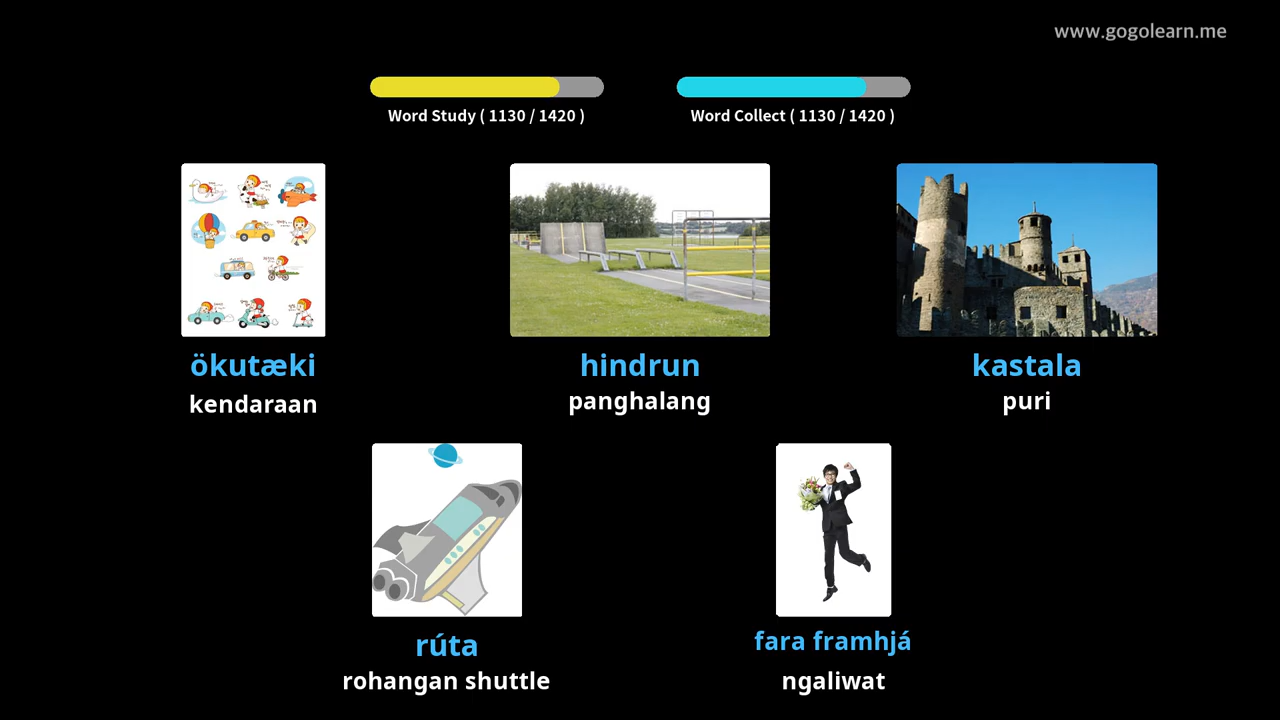 www.gogolearn.me
Word Study ( 1130 / 1420 )
Word Collect ( 1130 / 1420 )
ökutæki
kendaraan
hindrun
panghalang
kastala
puri
rúta
rohangan shuttle
fara framhjá
ngaliwat